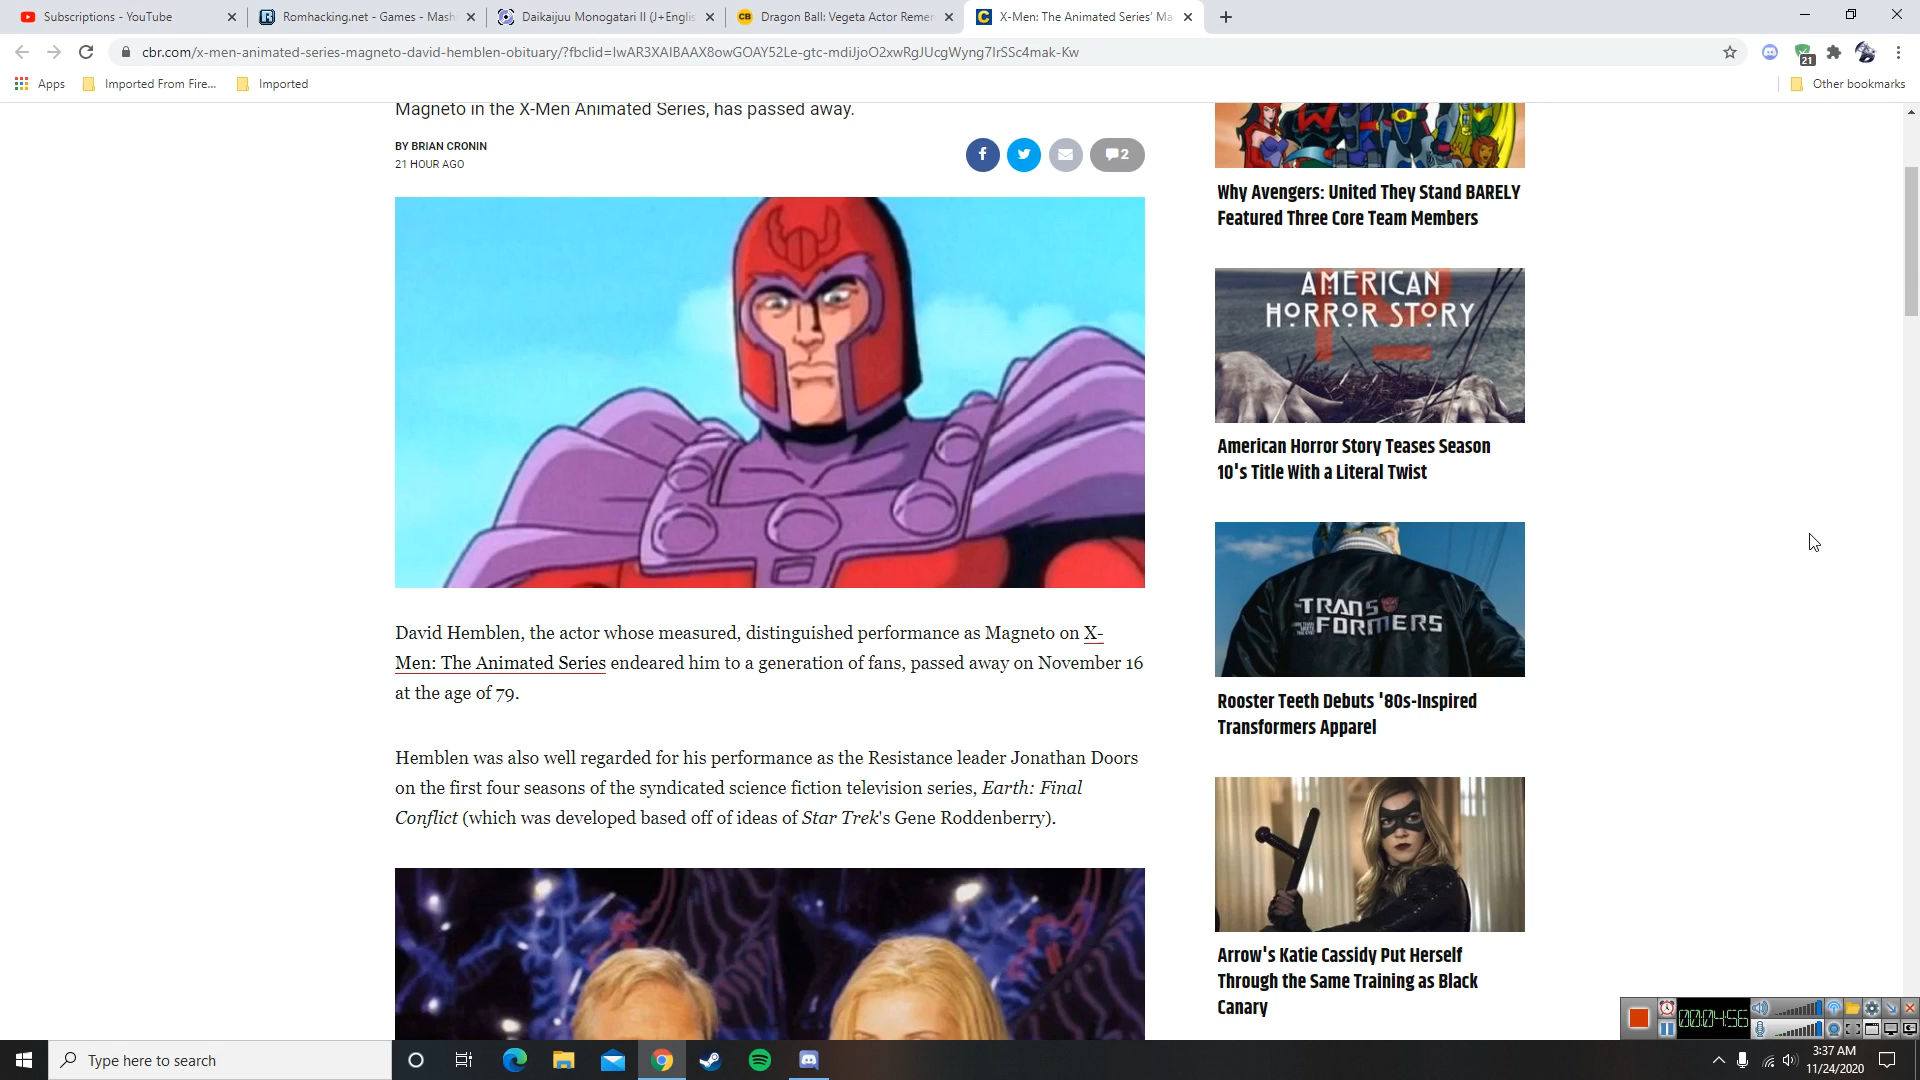 Subscriptions - YouTube
Romhacking.net - Games - Mash
Daikaijuu Monogatari II (J+Englis
Dragon Ball: Vegeta Actor Remer
X-Men: The Animated Series' Ma
cbr.com/x-men-animated-series-magneto-david-hemblen-obituary/?fbclid=IwAR3XAIBAAX8owGOAY52Le-gtc-mdiJjoO2xwRgJUcgWyng7IrSSc4mak-Kw
21
Apps
Imported From Fire...
Imported
Other bookmarks
Magneto in the X-Men Animated Series, has passed away.
BY BRIAN CRONIN
21 HOUR AGO
2
David Hemblen, the actor whose measured, distinguished performance as Magneto on X-
Men: The Animated Series endeared him to a generation of fans, passed away on November 16
at the age of 79.
Hemblen was also well regarded for his performance as the Resistance leader Jonathan Doors
on the first four seasons of the syndicated science fiction television series, Earth: Final
Conflict (which was developed based off of ideas of Star Trek's Gene Roddenberry).
Why Avengers: United They Stand BARELY
Featured Three Core Team Members
AMERICAN
HORROR STORY
American Horror Story Teases Season
10's Title With a Literal Twist
TRANS
FORMERS
Rooster Teeth Debuts '80s-Inspired
Transformers Apparel
Arrow's Katie Cassidy Put Herself
Through the Same Training as Black
Canary
00:04:56
Type here to search
3:37 AM
11/24/2020